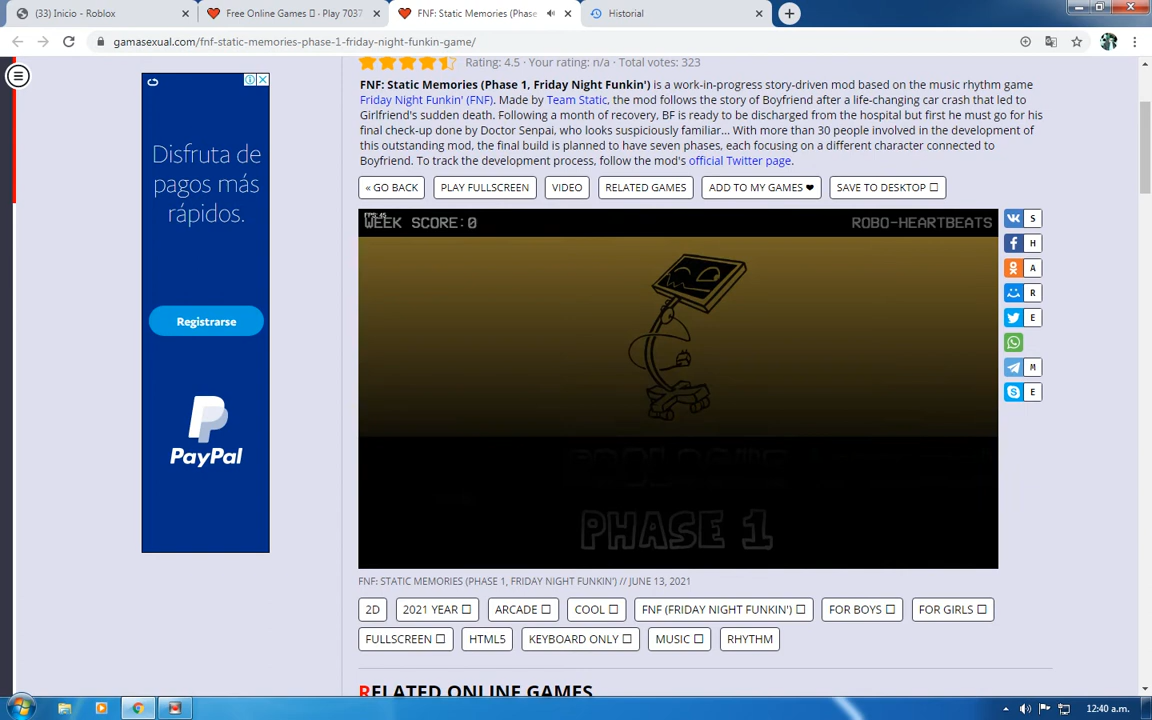 (33) Inicio - Roblox
Free Online Games
· Play 7037
FNF: Static Memories (Phase
Historial
gamasexual.com/fnf-static-memories-phase-1-friday-night-funkin-game/
Rating: 4.5 · Your rating: n/a · Total votes: 323
FNF: Static Memories (Phase 1, Friday Night Funkin') is a work-in-progress story-driven mod based on the music rhythm game
Friday Night Funkin' (FNF). Made by Team Static, the mod follows the story of Boyfriend after a life-changing car crash that led to
Girlfriend's sudden death. Following a month of recovery, BF is ready to be discharged from the hospital but first he must go for his
final check-up done by Doctor Senpai, who looks suspiciously familiar... With more than 30 people involved in the development of
this outstanding mod, the final build is planned to have seven phases, each focusing on a different character connected to
Boyfriend. To track the development process, follow the mod's official Twitter page.
« GO BACK
PLAY FULLSCREEN
VIDEO
RELATED GAMES
ADD TO MY GAMES ❤
SAVE TO DESKTOP
Disfruta de
pagos más
rápidos.
Registrarse
PayPal
WEEK SCORE:0
ROBO-HEARTBEATS
PHASE 1
S
H
A
R
E
M
E
FNF: STATIC MEMORIES (PHASE 1, FRIDAY NIGHT FUNKIN') // JUNE 13, 2021
2D
2021 YEAR
ARCADE
COOL
FNF (FRIDAY NIGHT FUNKIN')
FOR BOYS
FOR GIRLS
FULLSCREEN
HTML5
KEYBOARD ONLY
MUSIC
RHYTHM
RELATED ONLINE GAMES
12:40 a.m.